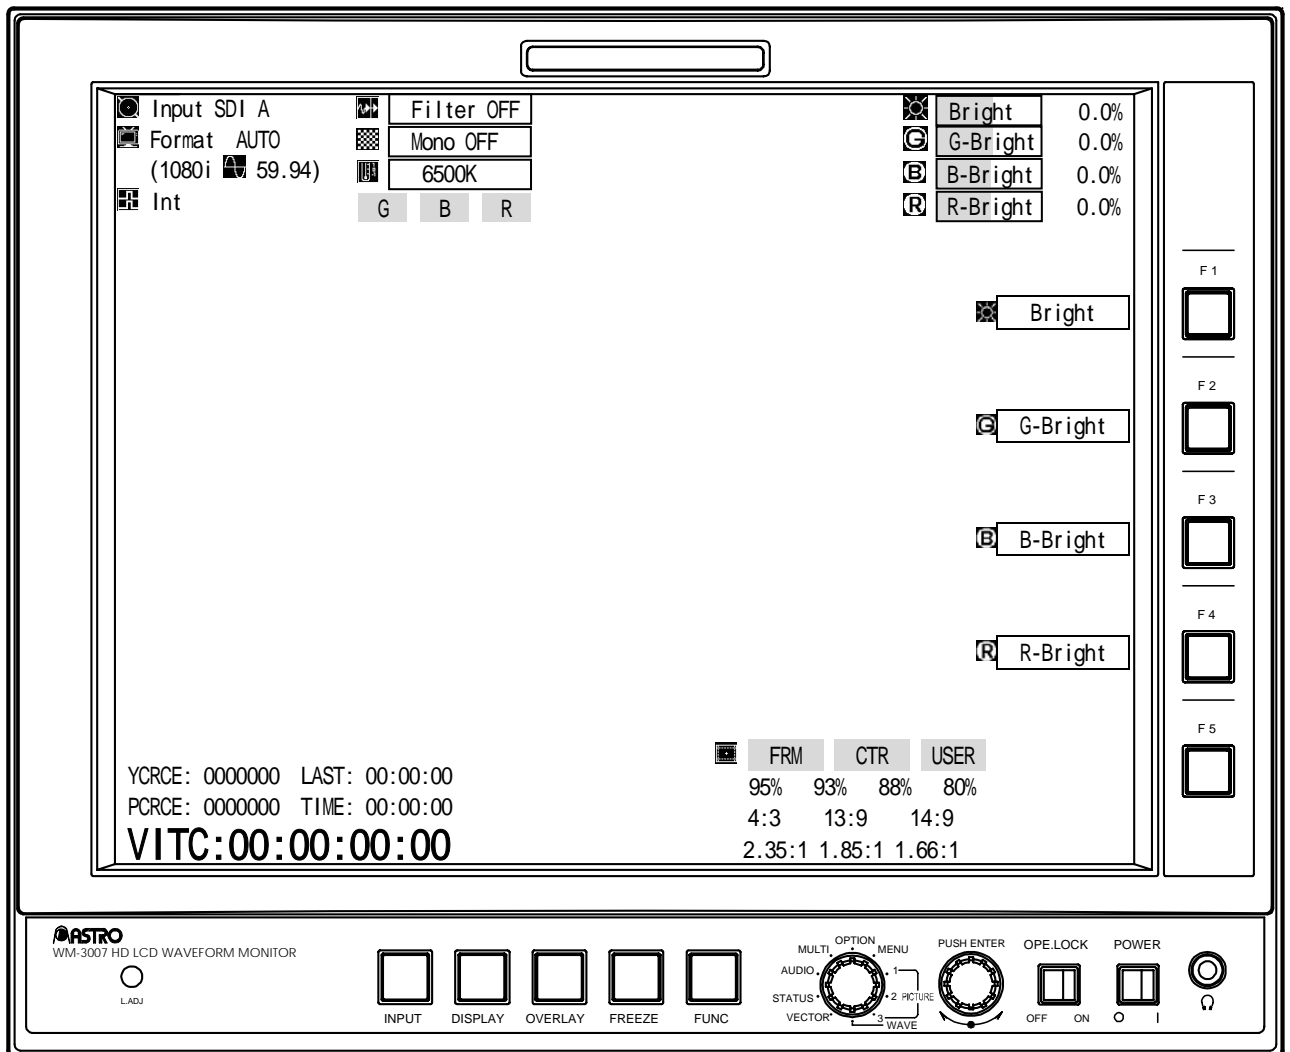 Input SDI A
Format AUTO
(1080i 59.94)
Int
Filter OFF
Mono OFF
6500K
G B R
Bright 0.0%
G G-Bright 0.0%
B B-Bright 0.0%
R R-Bright 0.0%
F 1
Bright
F 2
G G-Bright
F 3
B B-Bright
F 4
R R-Bright
F 5
YCRCE: 0000000 LAST: 00:00:00
PCRCE: 0000000 TIME: 00:00:00
VITC:00:00:00:00
FRM CTR USER
95% 93% 88% 80%
4:3 13:9 14:9
2.35:1 1.85:1 1.66:1
ASTRO
WM-3007 HD LCD WAVEFORM MONITOR
L.ADJ
INPUT DISPLAY OVERLAY FREEZE FUNC
OPTION
MULTI MENU
AUDIO 1
STATUS 2 PICTURE
VECTOR 3
WAVE
PUSH ENTER
OPE.LOCK
OFF ON
POWER
O I